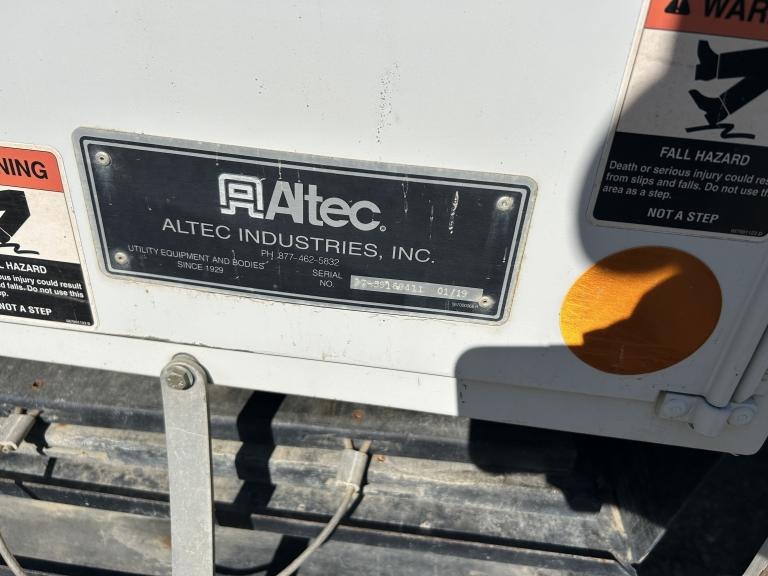 NING
LL HAZARD
ous injury could result
d falls. Do not use this
p.
NOT A STEP
Altec
ALTEC INDUSTRIES, INC.
PH 877-462-5832
UTILITY EQUIPMENT AND BODIES
SINCE 1929
SERIAL
NO.
01/19
WAR
FALL HAZARD
Death or serious injury could res
from slips and falls. Do not use th
area as a step.
NOT A STEP